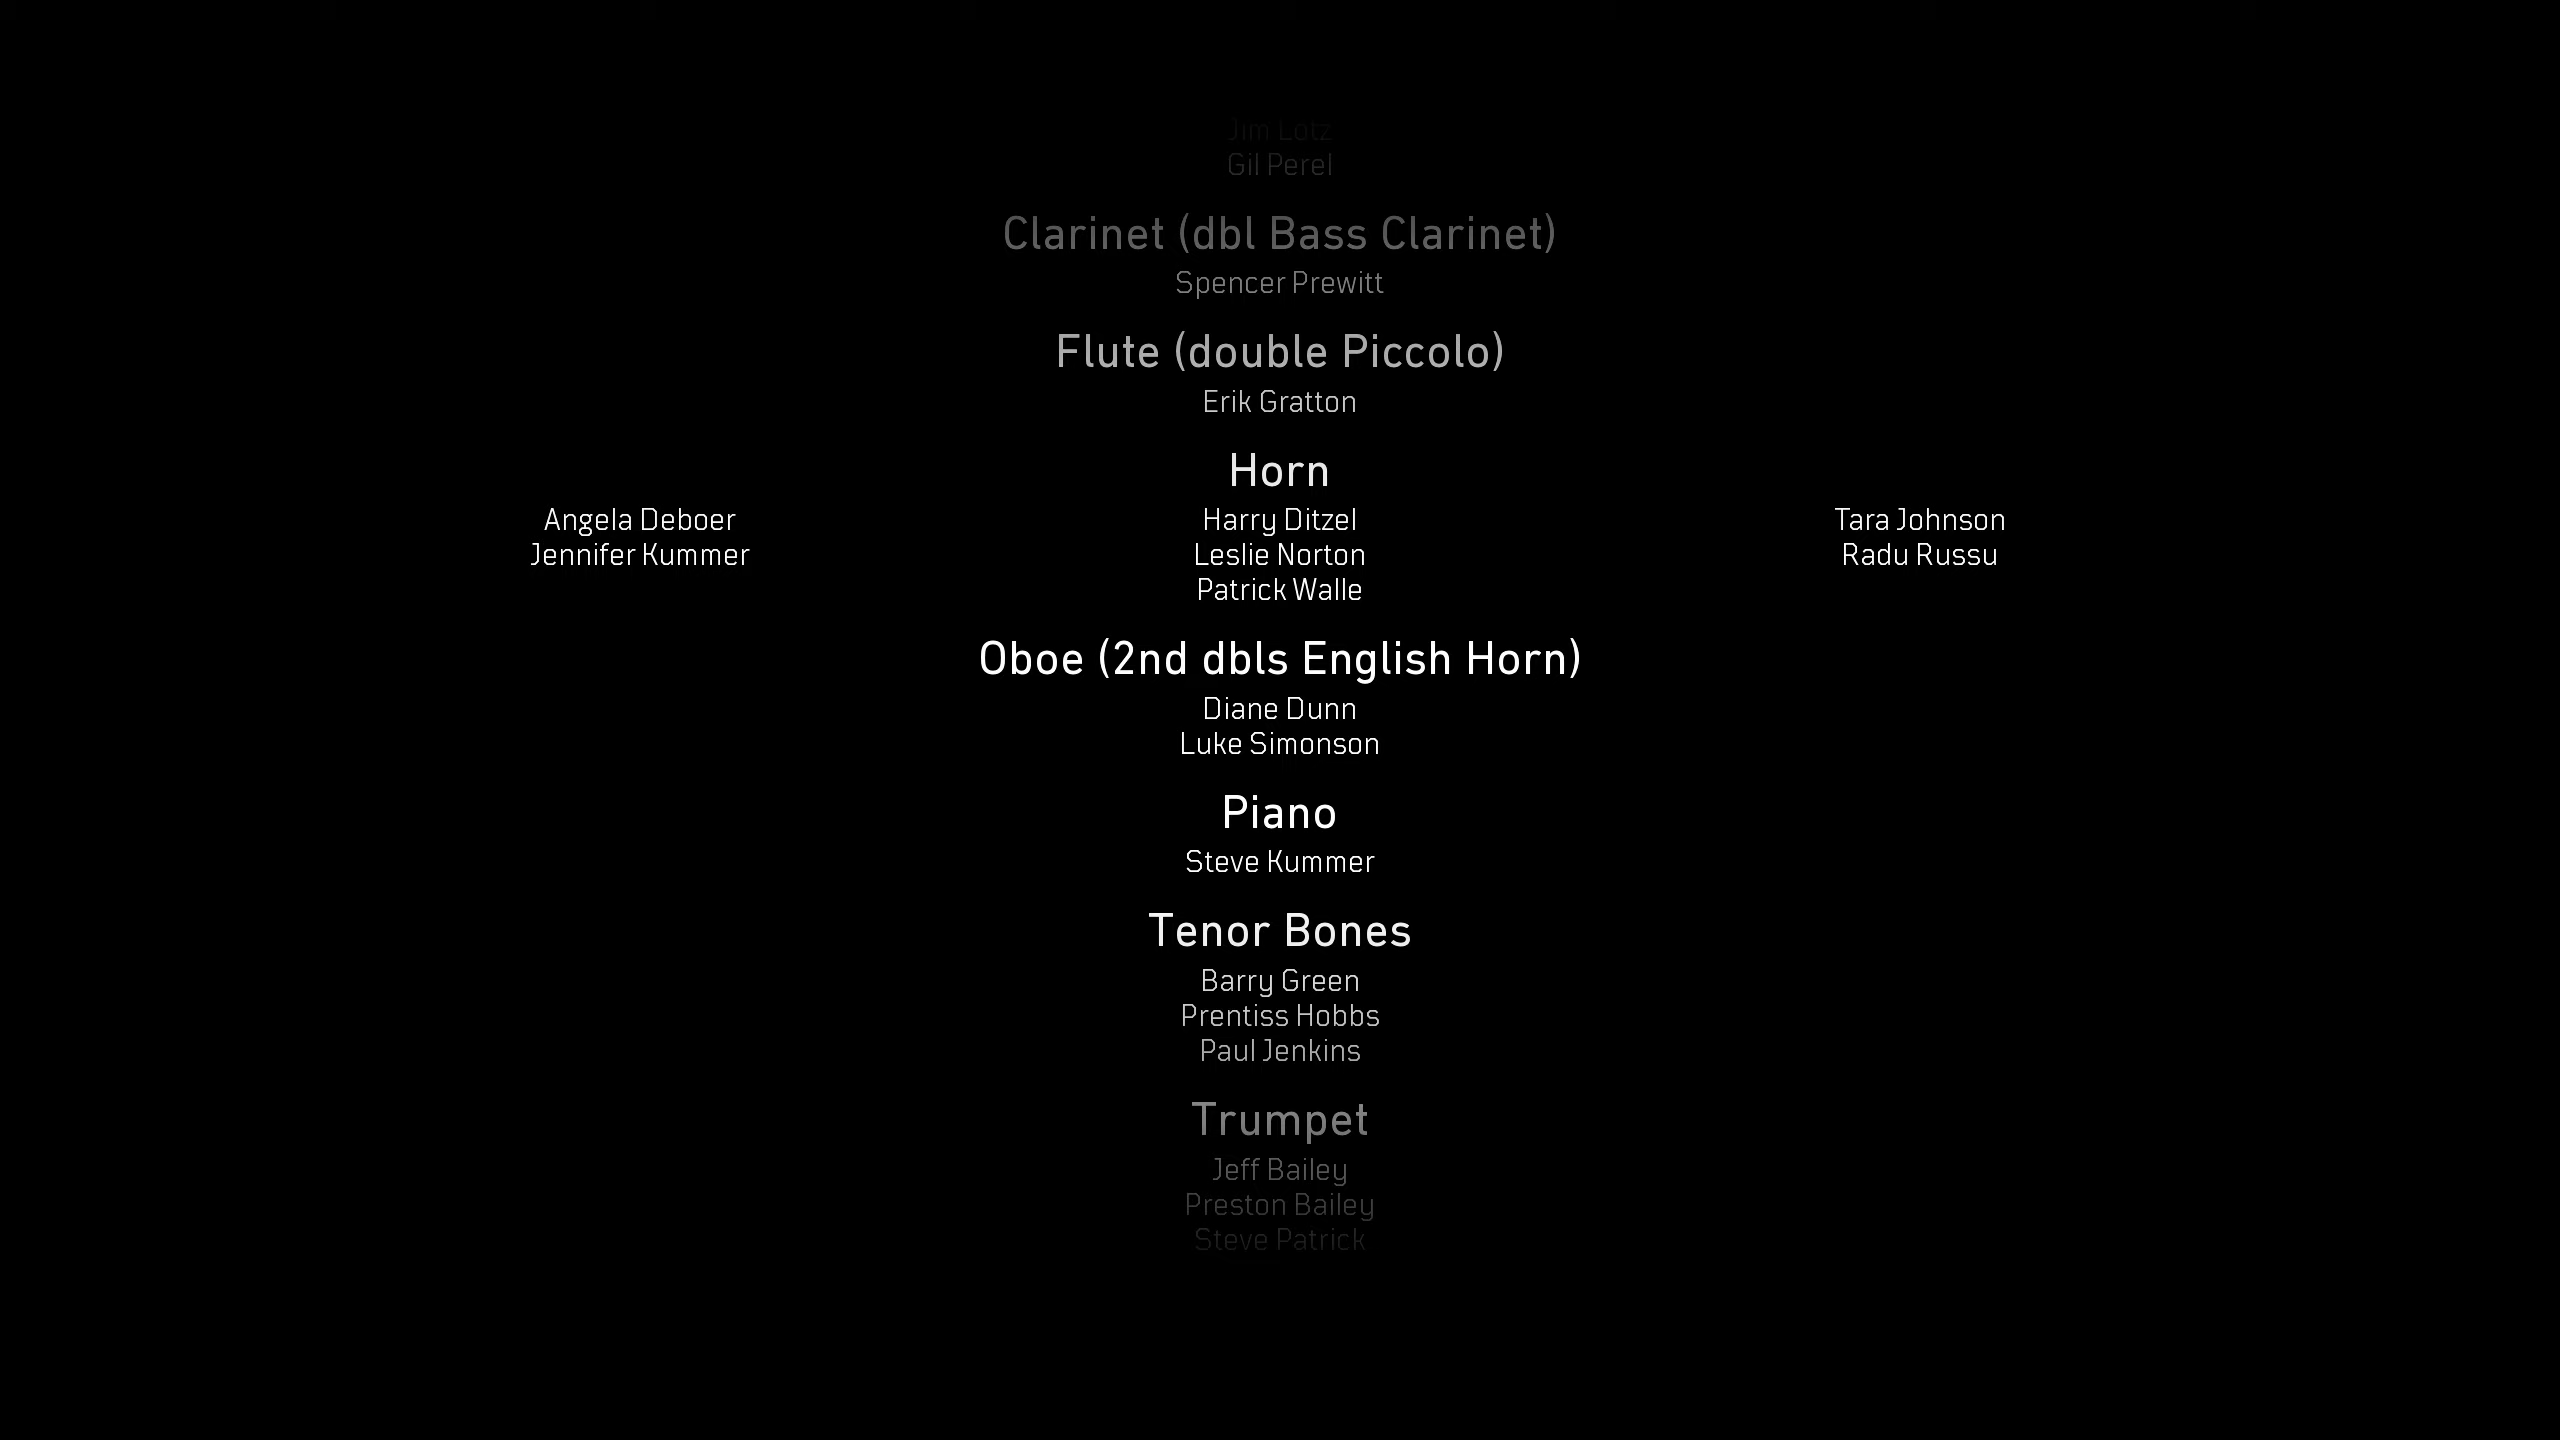 Jim Lotz
Gil Perel
Clarinet (dbl Bass Clarinet)
Spencer Prewitt
Flute (double Piccolo)
Erik Gratton
Horn
Angela Deboer Harry Ditzel Tara Johnson
Jennifer Kummer Leslie Norton Radu Russu
Patrick Walle
Oboe (2nd dbls English Horn)
Diane Dunn
Luke Simonson
Piano
Steve Kummer
Tenor Bones
Barry Green
Prentiss Hobbs
Paul Jenkins
Trumpet
Jeff Bailey
Preston Bailey
Steve Patrick